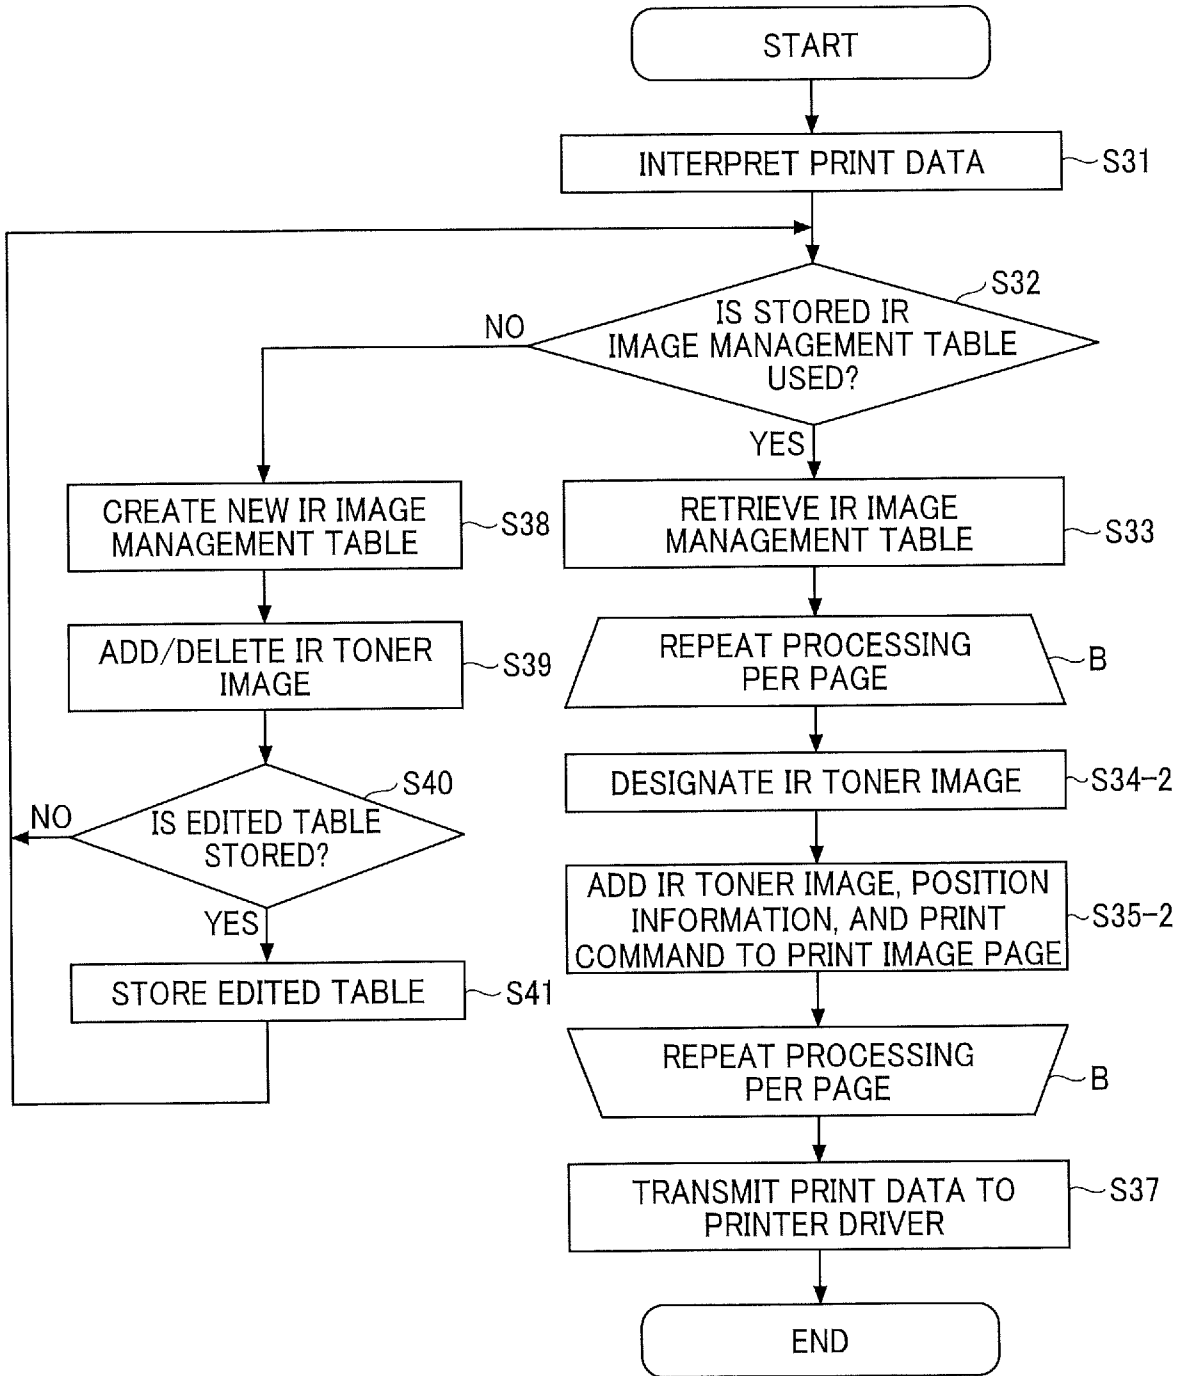 START
INTERPRET PRINT DATA
S31
S32
IS STORED IR
IMAGE MANAGEMENT TABLE
USED?
NO
YES
CREATE NEW IR IMAGE
MANAGEMENT TABLE
S38
RETRIEVE IR IMAGE
MANAGEMENT TABLE
S33
ADD/DELETE IR TONER
IMAGE
S39
REPEAT PROCESSING
PER PAGE
B
S40
IS EDITED TABLE
STORED?
NO
YES
DESIGNATE IR TONER IMAGE
S34-2
ADD IR TONER IMAGE, POSITION
INFORMATION, AND PRINT
COMMAND TO PRINT IMAGE PAGE
S35-2
STORE EDITED TABLE
S41
REPEAT PROCESSING
PER PAGE
B
TRANSMIT PRINT DATA TO
PRINTER DRIVER
S37
END